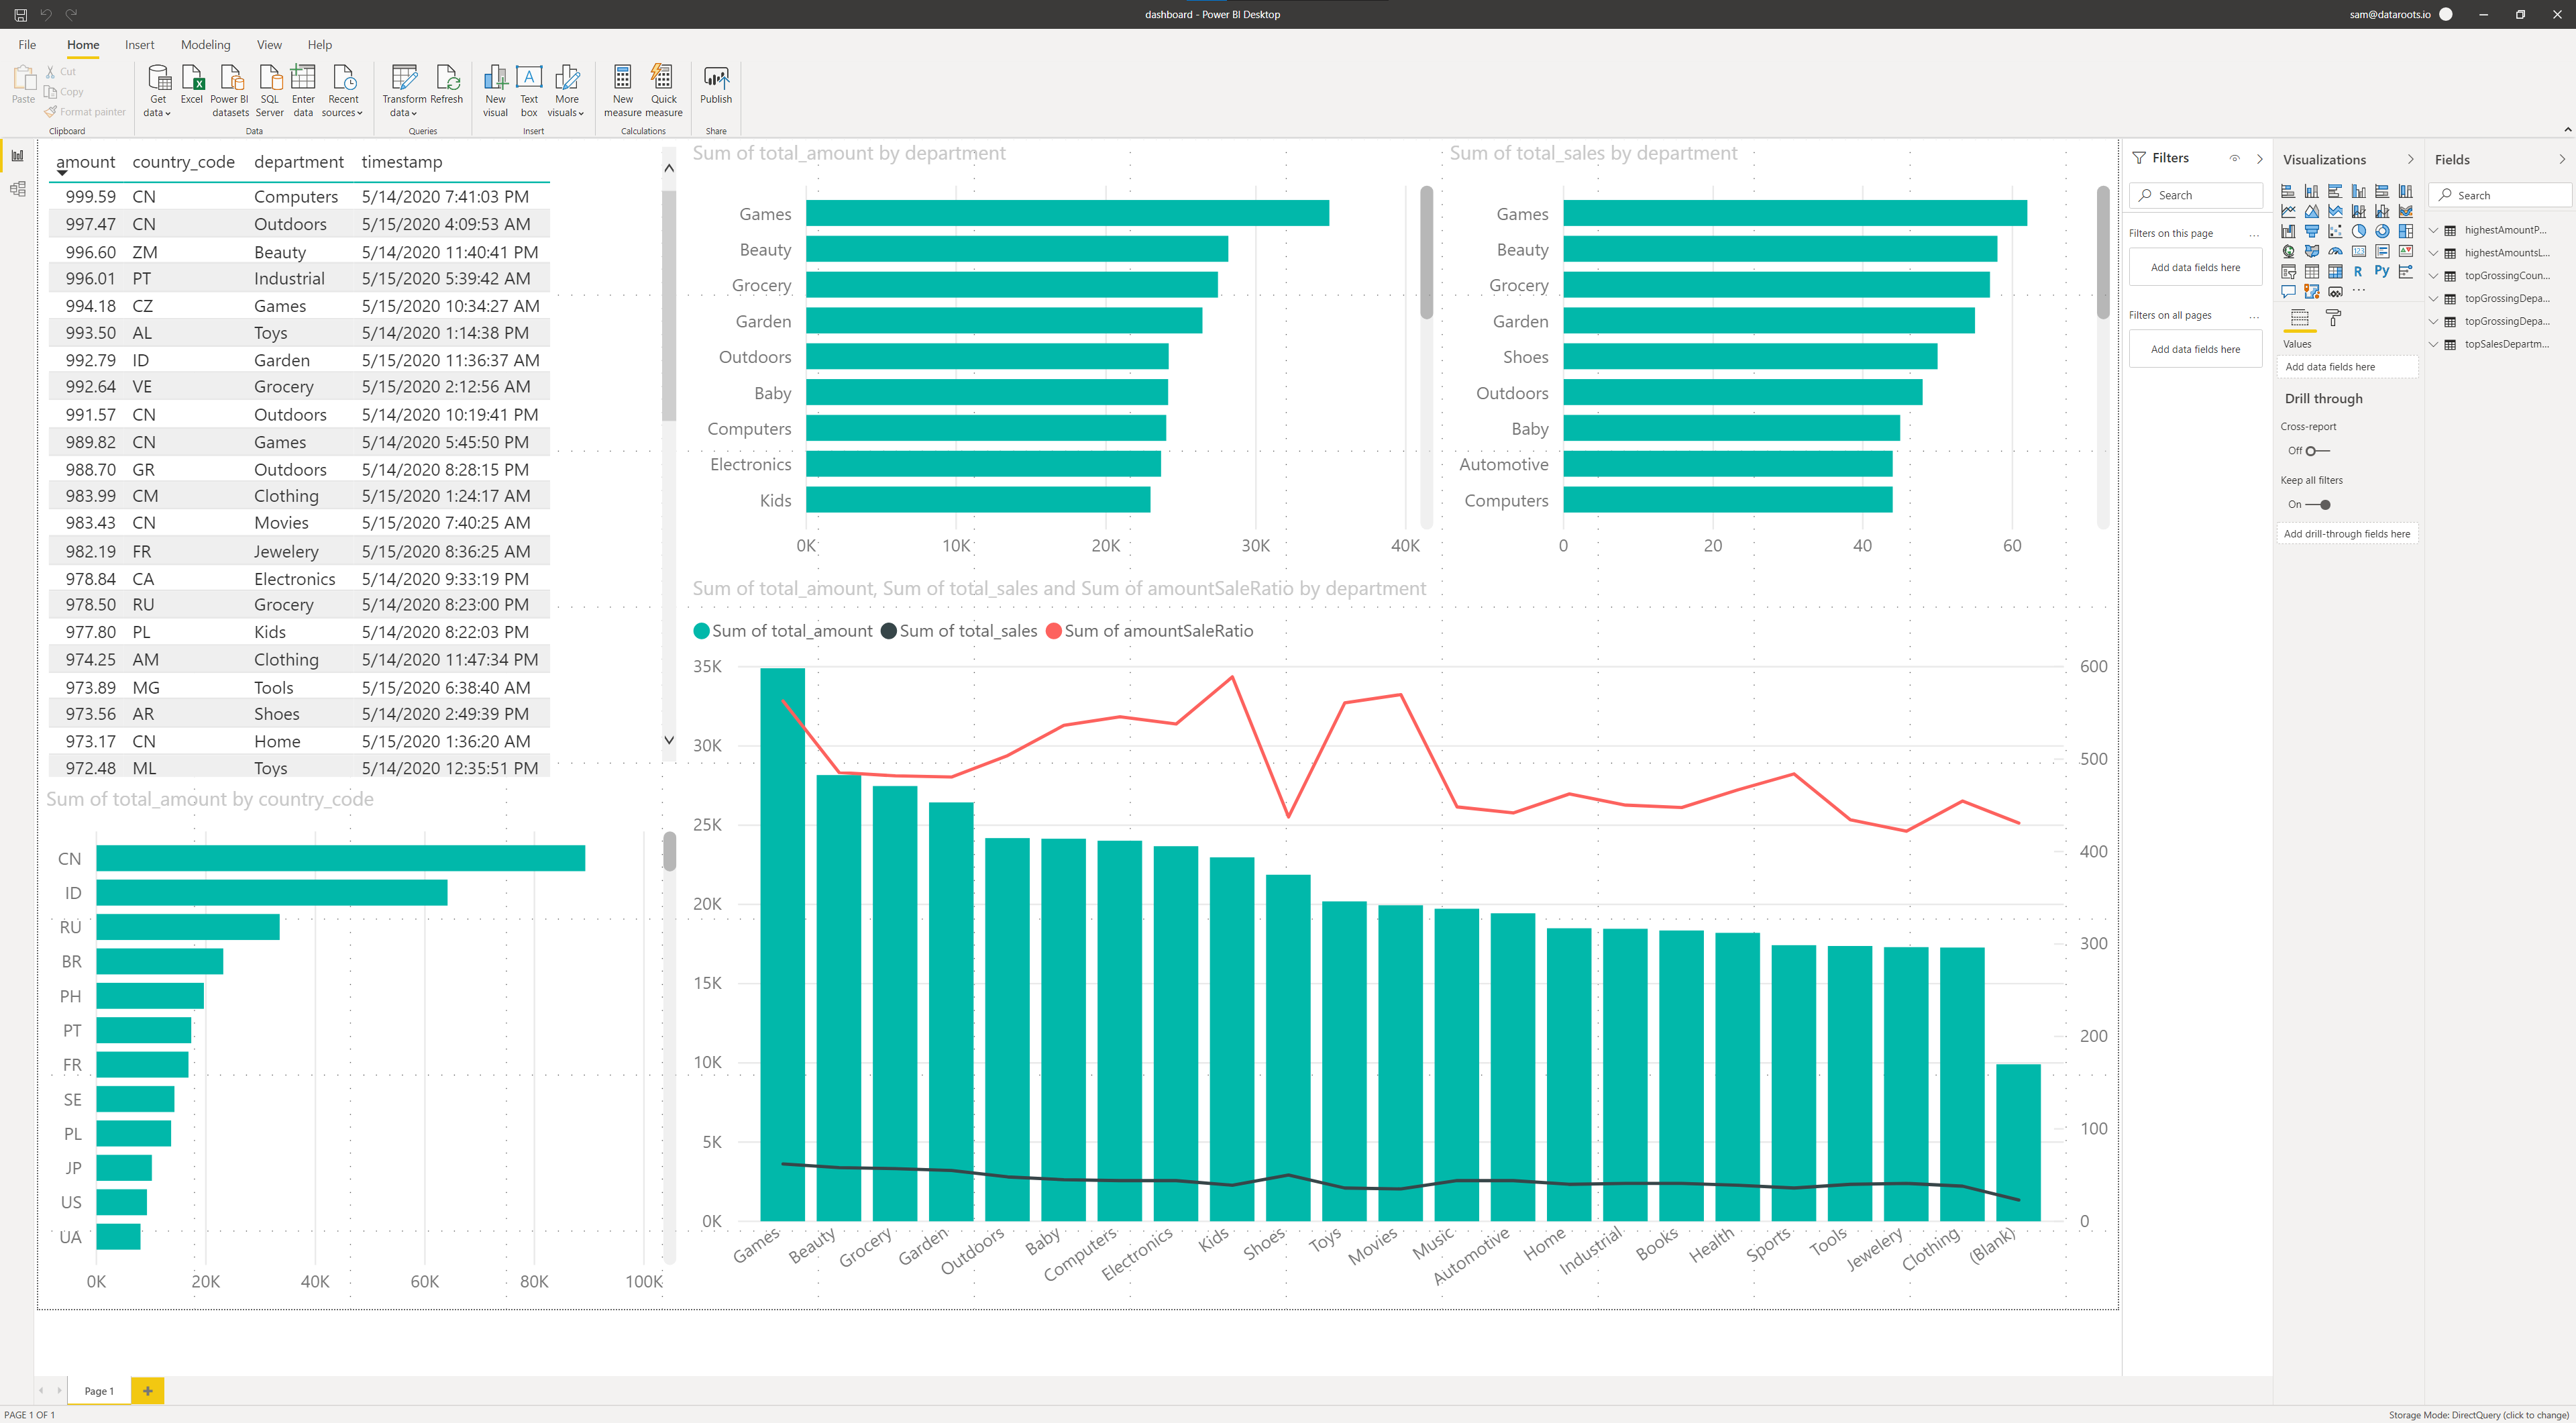 dashboard - Power BI Desktop
sam@dataroots.io
File Home Insert Modeling View Help
Paste
Cut
Copy
Format painter
Clipboard
Get data
Excel
Power BI datasets
SQL Server
Enter data
Recent sources
Data
Transform data
Refresh
Queries
New visual
Text box
More visuals
Insert
New measure
Quick measure
Calculations
Publish
Share
amount country_code department timestamp
999.59 CN Computers 5/14/2020 7:41:03 PM
997.47 CN Outdoors 5/15/2020 4:09:53 AM
996.60 ZM Beauty 5/14/2020 11:40:41 PM
996.01 PT Industrial 5/15/2020 5:39:42 AM
994.18 CZ Games 5/15/2020 10:34:27 AM
993.50 AL Toys 5/14/2020 1:14:38 PM
992.79 ID Garden 5/15/2020 11:36:37 AM
992.64 VE Grocery 5/15/2020 2:12:56 AM
991.57 CN Outdoors 5/14/2020 10:19:41 PM
989.82 CN Games 5/14/2020 5:45:50 PM
988.70 GR Outdoors 5/14/2020 8:28:15 PM
983.99 CM Clothing 5/15/2020 1:24:17 AM
983.43 CN Movies 5/15/2020 7:40:25 AM
982.19 FR Jewelery 5/15/2020 8:36:25 AM
978.84 CA Electronics 5/14/2020 9:33:19 PM
978.50 RU Grocery 5/14/2020 8:23:00 PM
977.80 PL Kids 5/14/2020 8:22:03 PM
974.25 AM Clothing 5/14/2020 11:47:34 PM
973.89 MG Tools 5/15/2020 6:38:40 AM
973.56 AR Shoes 5/14/2020 2:49:39 PM
973.17 CN Home 5/15/2020 1:36:20 AM
972.48 ML Toys 5/14/2020 12:35:51 PM
Sum of total_amount by country_code
CN
ID
RU
BR
PH
PT
FR
SE
PL
JP
US
UA
0K 20K 40K 60K 80K 100K
Sum of total_amount by department
Games
Beauty
Grocery
Garden
Outdoors
Baby
Computers
Electronics
Kids
0K 10K 20K 30K 40K
Sum of total_sales by department
Games
Beauty
Grocery
Garden
Shoes
Outdoors
Baby
Automotive
Computers
0 20 40 60
Sum of total_amount, Sum of total_sales and Sum of amountSaleRatio by department
Sum of total_amount Sum of total_sales Sum of amountSaleRatio
35K
30K
25K
20K
15K
10K
5K
0K
600
500
400
300
200
100
0
Games Beauty Grocery Garden Outdoors Baby Computers Electronics Kids Shoes Toys Movies Music Automotive Home Industrial Books Health Sports Tools Jewelery Clothing (Blank)
Filters
Search
Filters on this page ...
Add data fields here
Filters on all pages ...
Add data fields here
Visualizations
R Py
...
Values
Add data fields here
Drill through
Cross-report
Off
Keep all filters
On
Add drill-through fields here
Fields
Search
highestAmountP...
highestAmountsL...
topGrossingCoun...
topGrossingDepa...
topGrossingDepa...
topSalesDepartm...
Page 1
PAGE 1 OF 1
Storage Mode: DirectQuery (click to change)